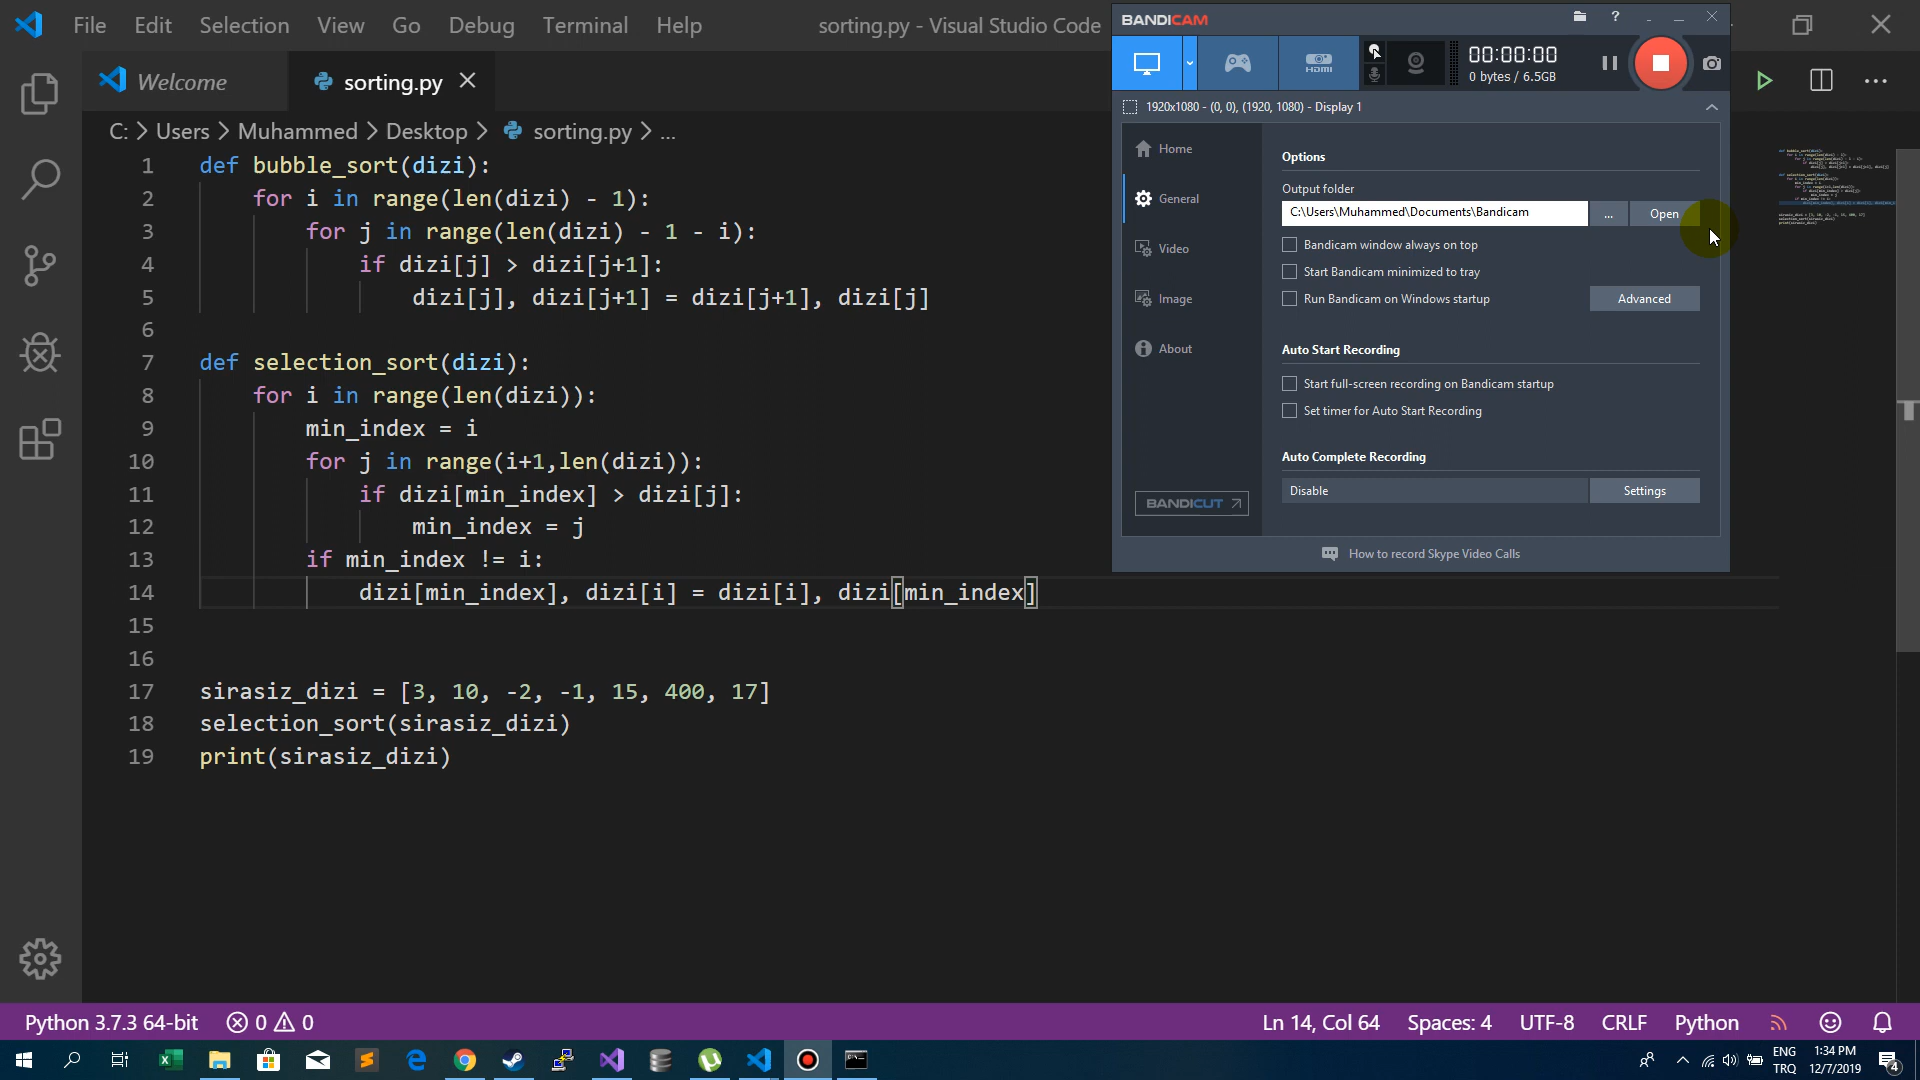 File Edit Selection View Go Debug Terminal Help
sorting.py - Visual Studio Code
Welcome
sorting.py
C: > Users > Muhammed > Desktop > sorting.py > ...
1 def bubble_sort(dizi):
2 for i in range(len(dizi) - 1):
3 for j in range(len(dizi) - 1 - i):
4 if dizi[j] > dizi[j+1]:
5 dizi[j], dizi[j+1] = dizi[j+1], dizi[j]
6
7 def selection_sort(dizi):
8 for i in range(len(dizi)):
9 min_index = i
10 for j in range(i+1,len(dizi)):
11 if dizi[min_index] > dizi[j]:
12 min_index = j
13 if min_index != i:
14 dizi[min_index], dizi[i] = dizi[i], dizi[min_index]
15
16
17 sirasiz_dizi = [3, 10, -2, -1, 15, 400, 17]
18 selection_sort(sirasiz_dizi)
19 print(sirasiz_dizi)
BANDICAM
?
HDMI
00:00:00
0 bytes / 6.5GB
1920x1080 - (0, 0), (1920, 1080) - Display 1
Home
General
Video
Image
About
BANDICUT
Options
Output folder
C:\Users\Muhammed\Documents\Bandicam
...
Open
Bandicam window always on top
Start Bandicam minimized to tray
Run Bandicam on Windows startup
Advanced
Auto Start Recording
Start full-screen recording on Bandicam startup
Set timer for Auto Start Recording
Auto Complete Recording
Disable
Settings
How to record Skype Video Calls
Python 3.7.3 64-bit
0 0
Ln 14, Col 64
Spaces: 4
UTF-8
CRLF
Python
ENG
TRQ
1:34 PM
12/7/2019
4